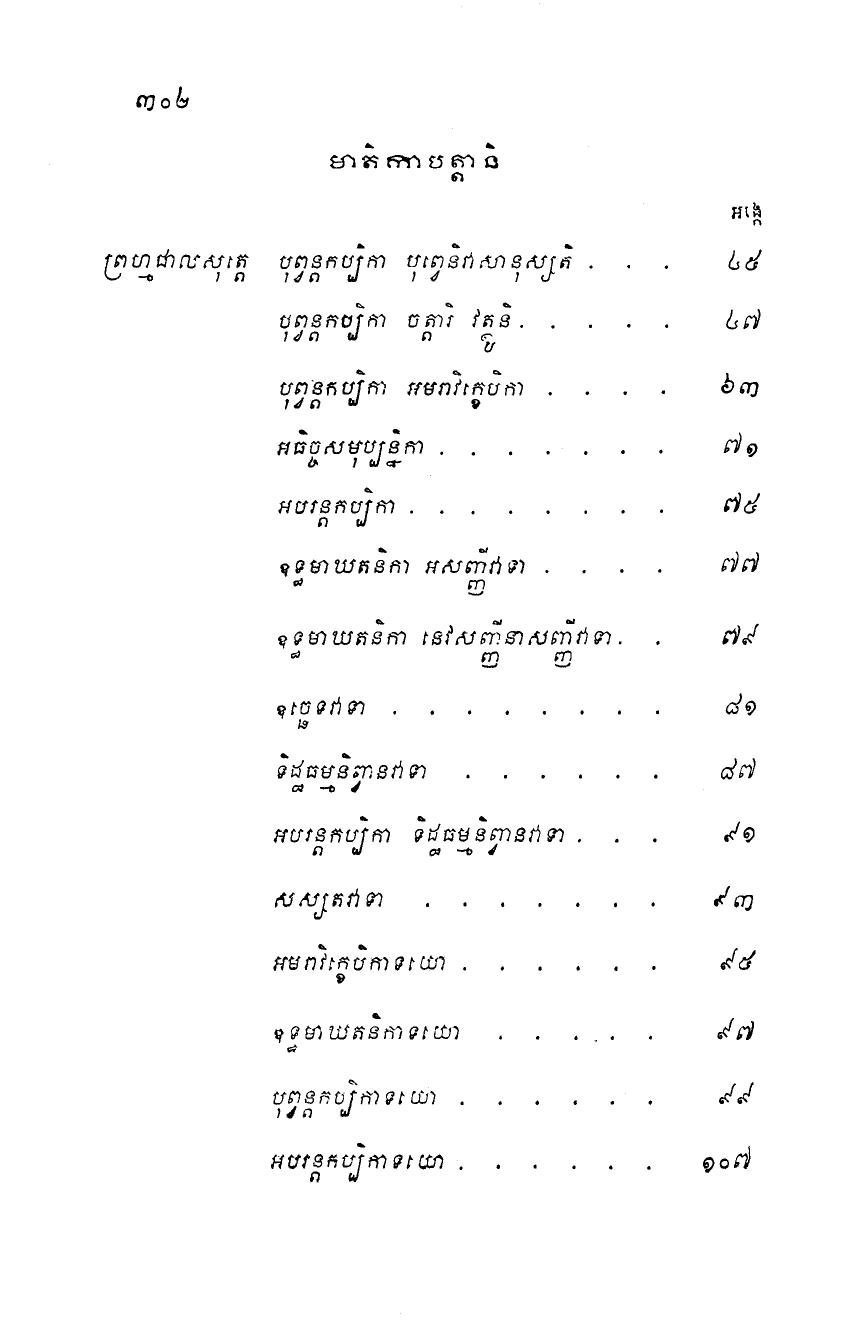 ៣០២
មាតិកាបត្តានិ
អង្កេ
ព្រហ្មជាលសុត្តេ បុព្វន្តកប្បិកា បុព្វេនិវាសានុស្សតិ . . . ៤៥
បុព្វន្តកប្បិកា ចត្តារិ វត្ថូនិ . . . . . ៤៧
បុព្វន្តកប្បិកា អមរាវិក្ខេបិកា . . . . ៦៣
អធិច្ចសមុប្បន្និកា . . . . . . . ៧១
អបរន្តកប្បិកា . . . . . . . . ៧៥
ឧទ្ធមាឃតនិកា អសញ្ញីវាទា . . . . ៧៧
ឧទ្ធមាឃតនិកា នេវសញ្ញីនាសញ្ញីវាទា . . ៧៩
ឧច្ឆេទវាទា . . . . . . . . ៨១
ទិដ្ឋធម្មនិព្វានវាទា . . . . . . ៨៧
អបរន្តកប្បិកា ទិដ្ឋធម្មនិព្វានវាទា . . . ៩១
សស្សតវាទា . . . . . . . ៩៣
អមរាវិក្ខេបិកាទយោ . . . . . . ៩៥
ឧទ្ធមាឃតនិកាទយោ . . . . . ៩៧
បុព្វន្តកប្បិកាទយោ . . . . . . ៩៩
អបរន្តកប្បិកាទយោ . . . . . . ១០៧